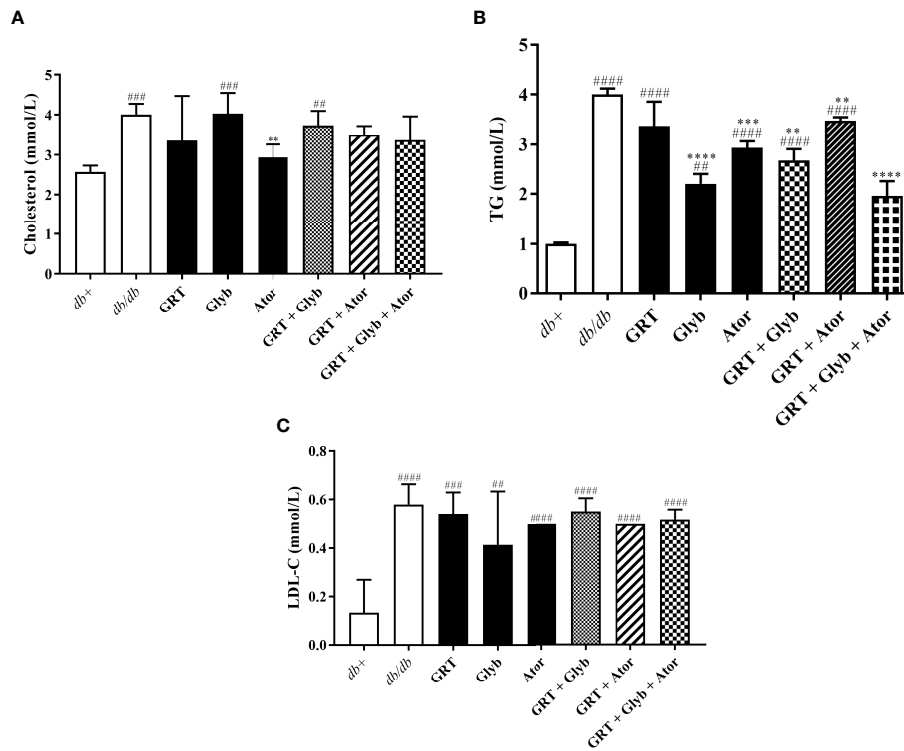 A
Cholesterol (mmol/L)
5
4
3
2
1
0
###
###
**
##
db+
db/db
GRT
Glyb
Ator
GRT + Glyb
GRT + Ator
GRT + Glyb + Ator
B
TG (mmol/L)
5
4
3
2
1
0
####
####
****
##
***
####
**
####
**
####
****
db+
db/db
GRT
Glyb
Ator
GRT + Glyb
GRT + Ator
GRT + Glyb + Ator
C
LDL-C (mmol/L)
0.8
0.6
0.4
0.2
0.0
####
###
##
####
####
####
####
db+
db/db
GRT
Glyb
Ator
GRT + Glyb
GRT + Ator
GRT + Glyb + Ator